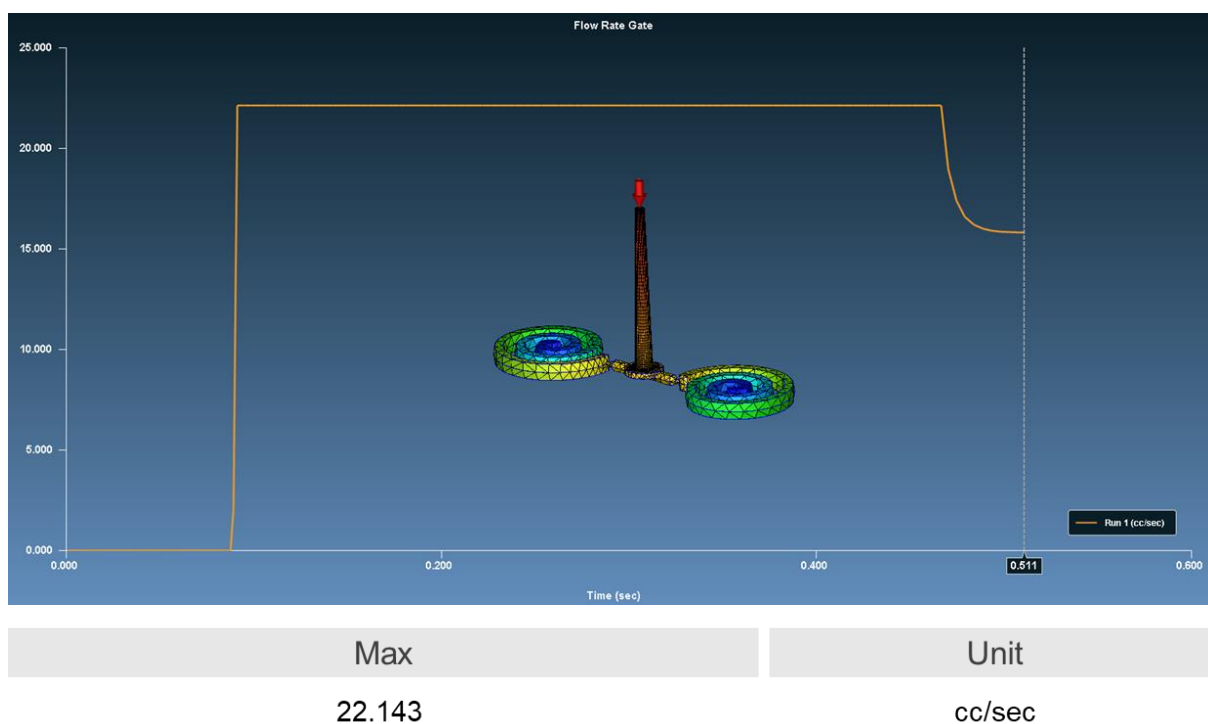 Flow Rate Gate
25.000
20.000
15.000
10.000
5.000
0.000
Run 1 (cc/sec)
0.000 0.200 0.400 0.511 0.600
Time (sec)
Max Unit
22.143 cc/sec